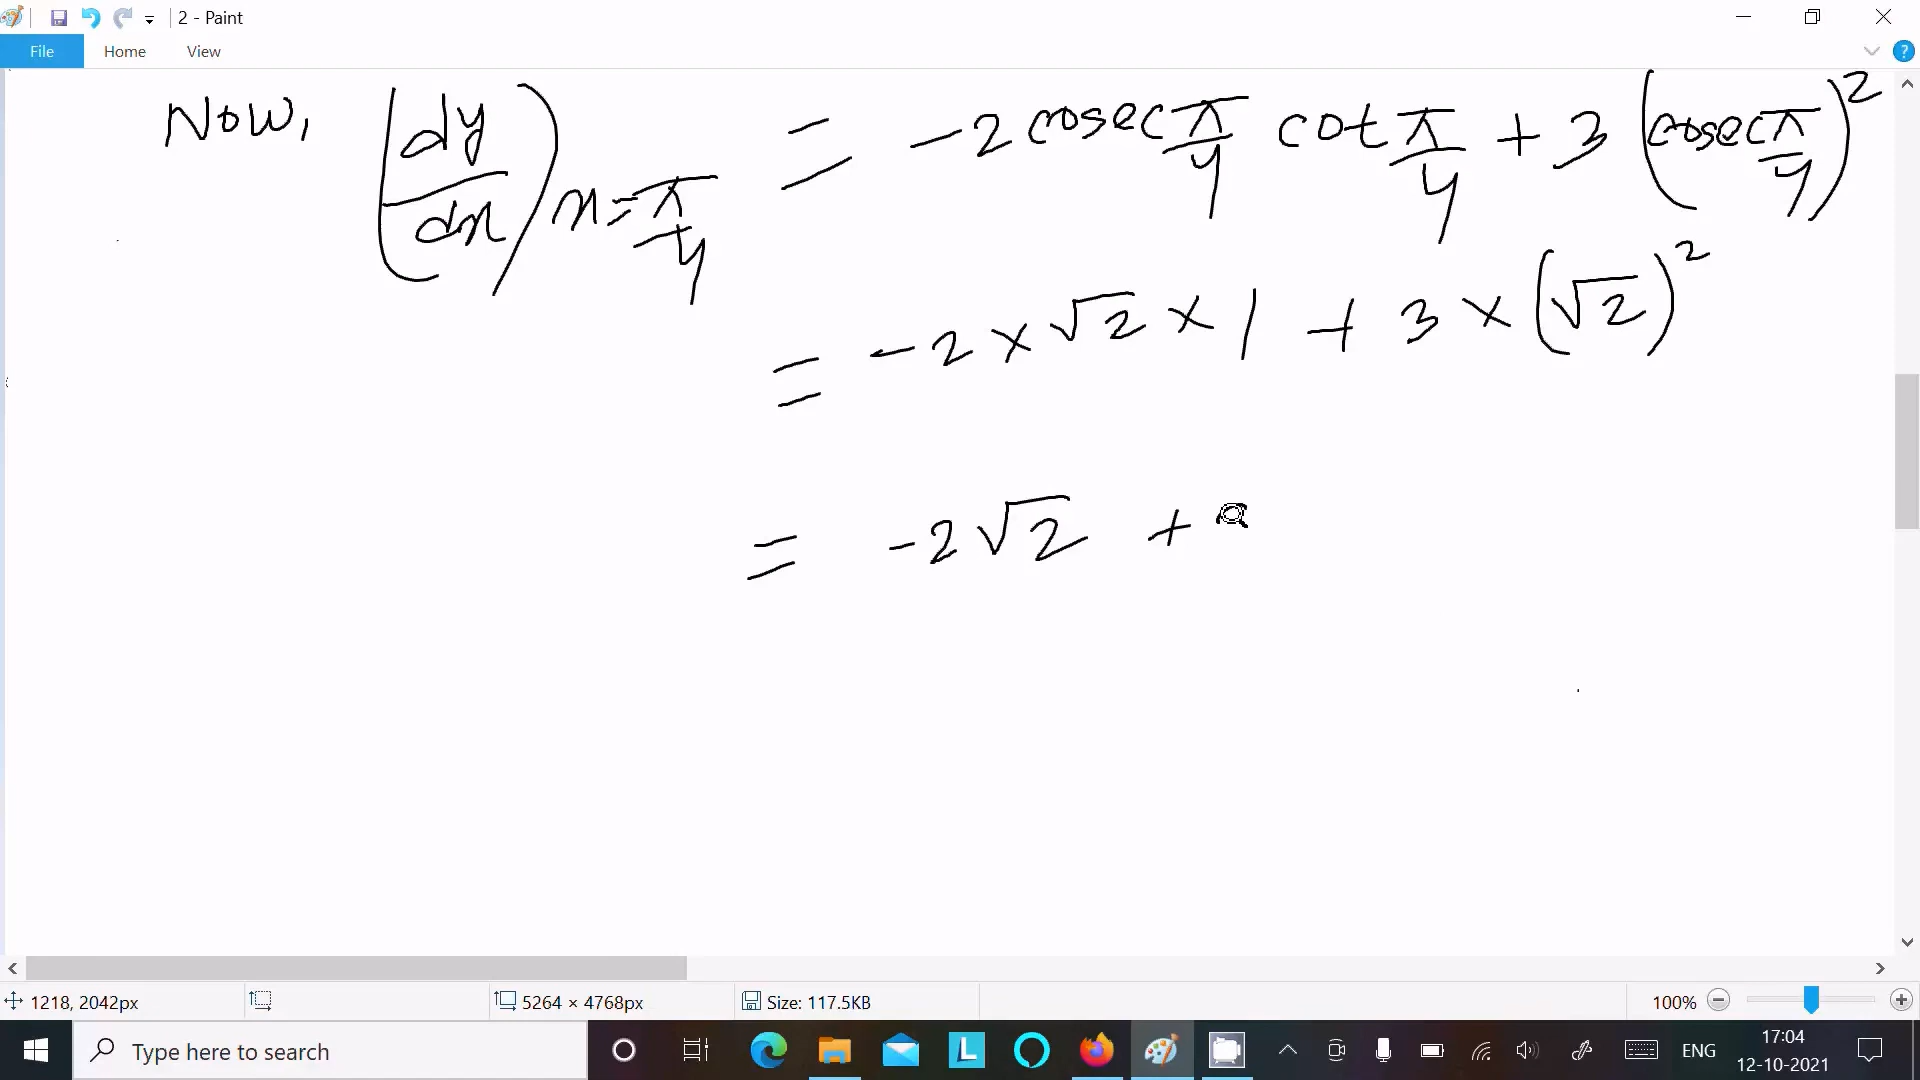 2 - Paint
File Home View
Now, (dy/dx) x=π/4 = -2 cosec π/4 cot π/4 + 3 (cosec π/4)²
= -2 × √2 × 1 + 3 × (√2)²
= -2√2 +
1218, 2042px 5264 × 4768px Size: 117.5KB 100%
Type here to search L ENG 17:04
12-10-2021